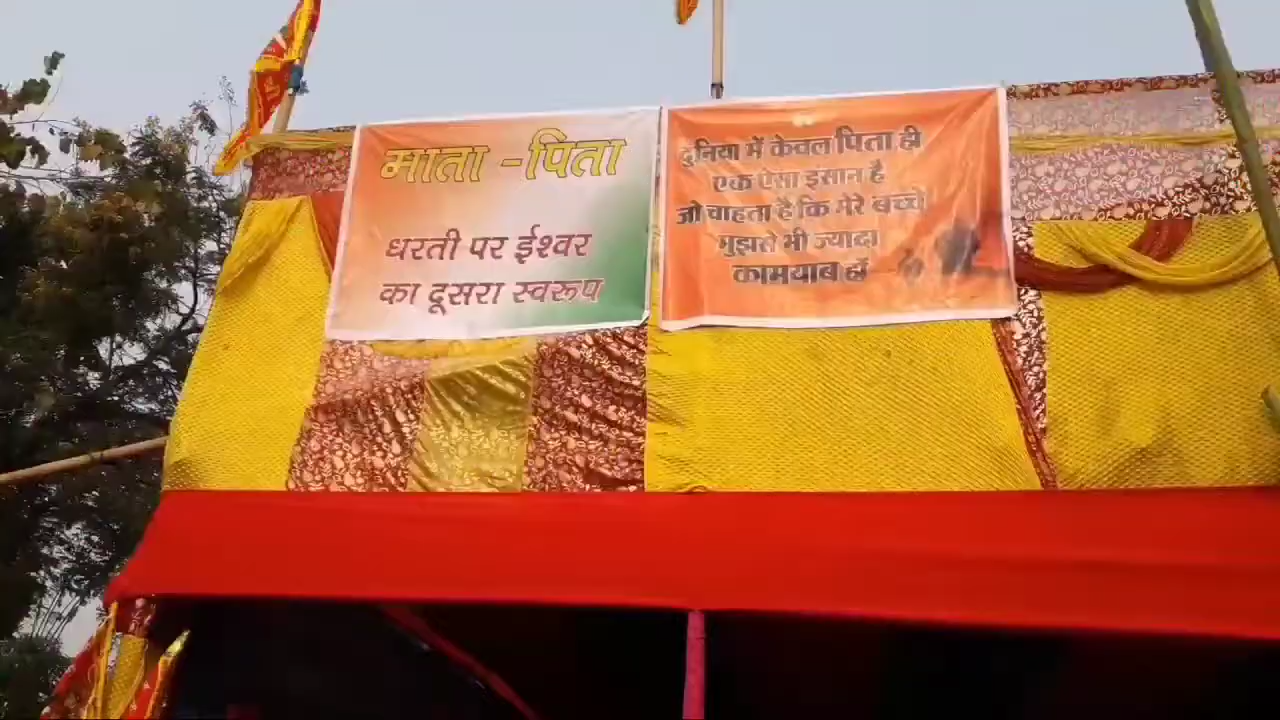 माता - पिता
धरती पर ईश्वर
का दूसरा स्वरूप
दुनिया में केवल पिता ही
एक ऐसा इंसान है
जो चाहता है कि मेरे बच्चे
मुझसे भी ज्यादा
कामयाब हों